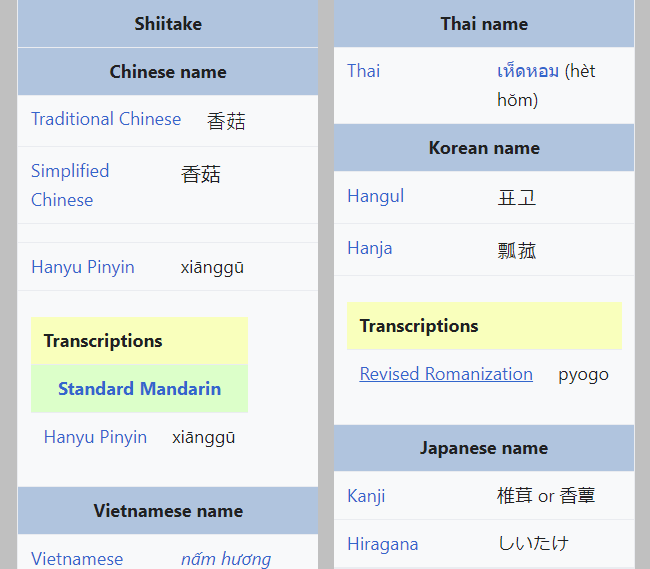 Shiitake
Chinese name
Traditional Chinese 香菇
Simplified Chinese 香菇
Hanyu Pinyin xiānggū
Transcriptions
Standard Mandarin
Hanyu Pinyin xiānggū
Vietnamese name
Vietnamese nấm hương
Thai name
Thai เห็ดหอม (hèt
hǒm)
Korean name
Hangul 표고
Hanja 瓢菰
Transcriptions
Revised Romanization pyogo
Japanese name
Kanji 椎茸 or 香蕈
Hiragana しいたけ